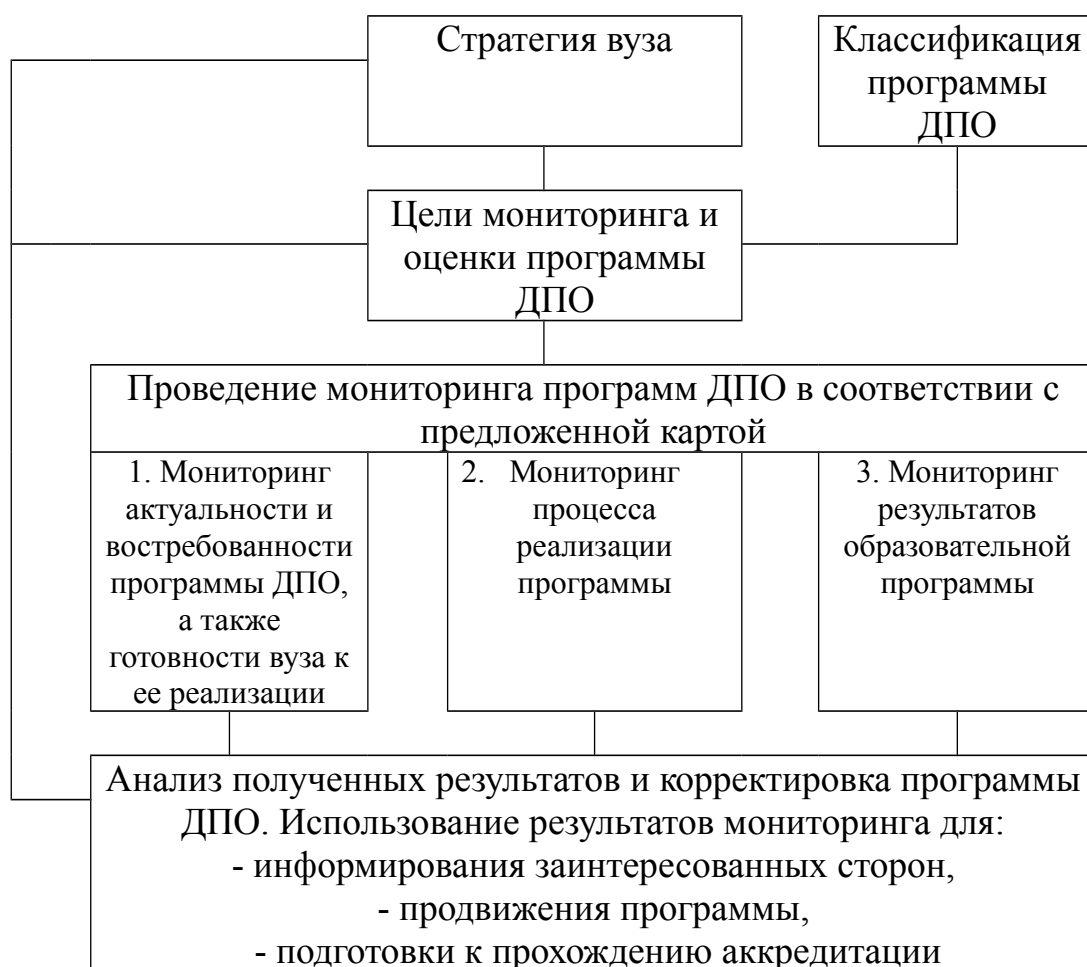 Стратегия вуза
Классификация
программы
ДПО
Цели мониторинга и
оценки программы
ДПО
Проведение мониторинга программ ДПО в соответствии с
предложенной картой
1. Мониторинг
актуальности и
востребованности
программы ДПО,
а также
готовности вуза к
ее реализации
2. Мониторинг
процесса
реализации
программы
3. Мониторинг
результатов
образовательной
программы
Анализ полученных результатов и корректировка программы
ДПО. Использование результатов мониторинга для:
- информирования заинтересованных сторон,
- продвижения программы,
- подготовки к прохождению аккредитации